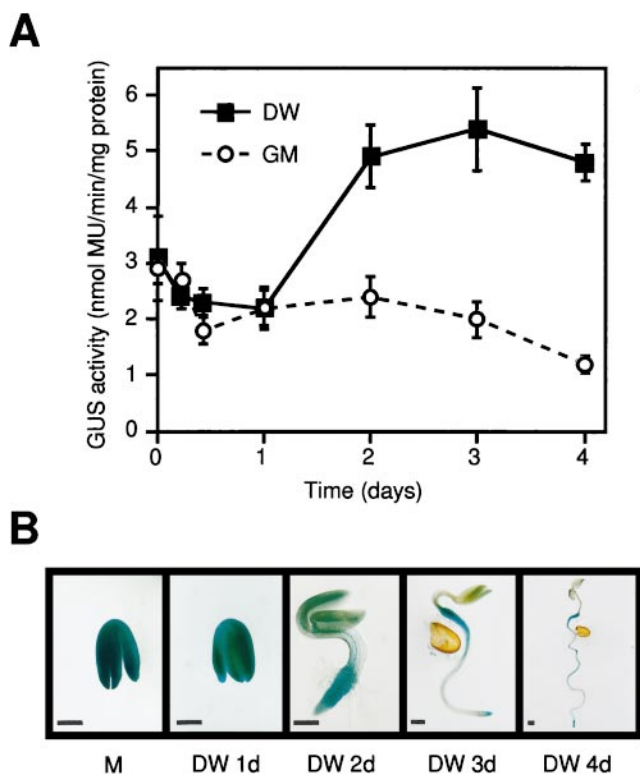 A
GUS activity (nmol MU/min/mg protein)
6
5
4
3
2
1
0
DW
GM
0 1 2 3 4
Time (days)
B
M DW 1d DW 2d DW 3d DW 4d